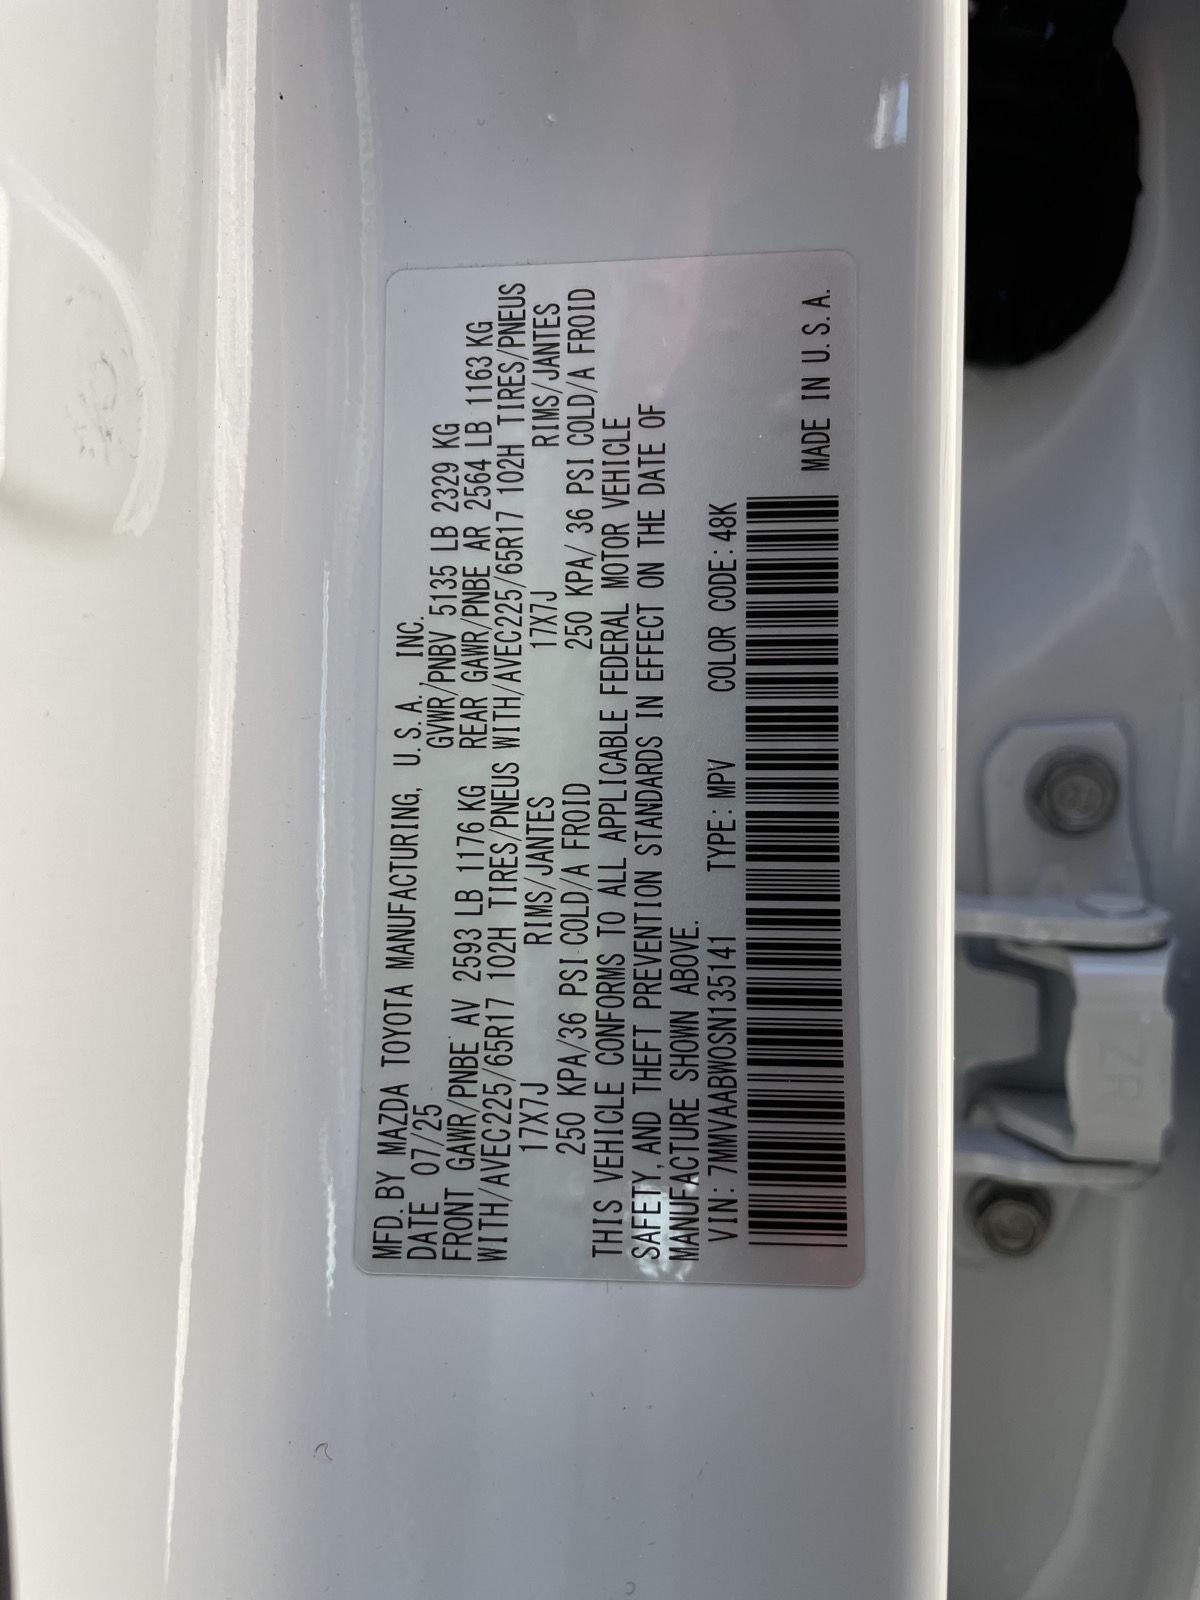 MFD. BY MAZDA TOYOTA MANUFACTURING, U.S.A., INC.
DATE 07/25 GVWR/PNBV 5135 LB 2329 KG
FRONT GAWR/PNBE AV 2593 LB 1176 KG REAR GAWR/PNBE AR 2564 LB 1163 KG
WITH/AVEC225/65R17 102H TIRES/PNEUS WITH/AVEC225/65R17 102H TIRES/PNEUS
17X7J RIMS/JANTES 17X7J RIMS/JANTES
250 KPA/36 PSI COLD/A FROID 250 KPA/ 36 PSI COLD/A FROID
THIS VEHICLE CONFORMS TO ALL APPLICABLE FEDERAL MOTOR VEHICLE
SAFETY, AND THEFT PREVENTION STANDARDS IN EFFECT ON THE DATE OF
MANUFACTURE SHOWN ABOVE.
VIN: 7MMVAABW0SN135141 TYPE: MPV COLOR CODE: 48K
MADE IN U.S.A.